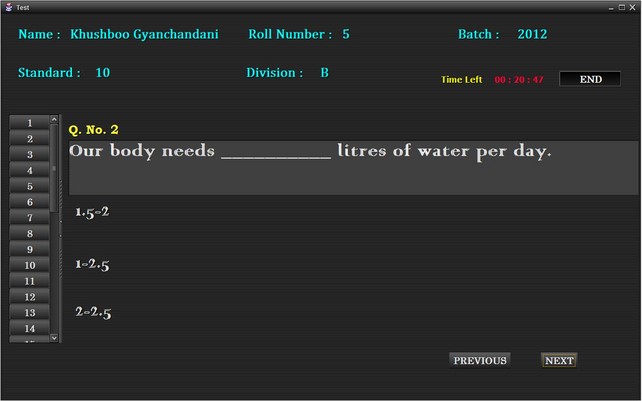 Test
Name : Khushboo Gyanchandani Roll Number : 5 Batch : 2012
Standard : 10 Division : B Time Left 00 : 20 : 47 END
Q. No. 2
Our body needs ___________ litres of water per day.
1.5-2
1-2.5
2-2.5
1
2
3
4
5
6
7
8
9
10
11
12
13
14
PREVIOUS NEXT